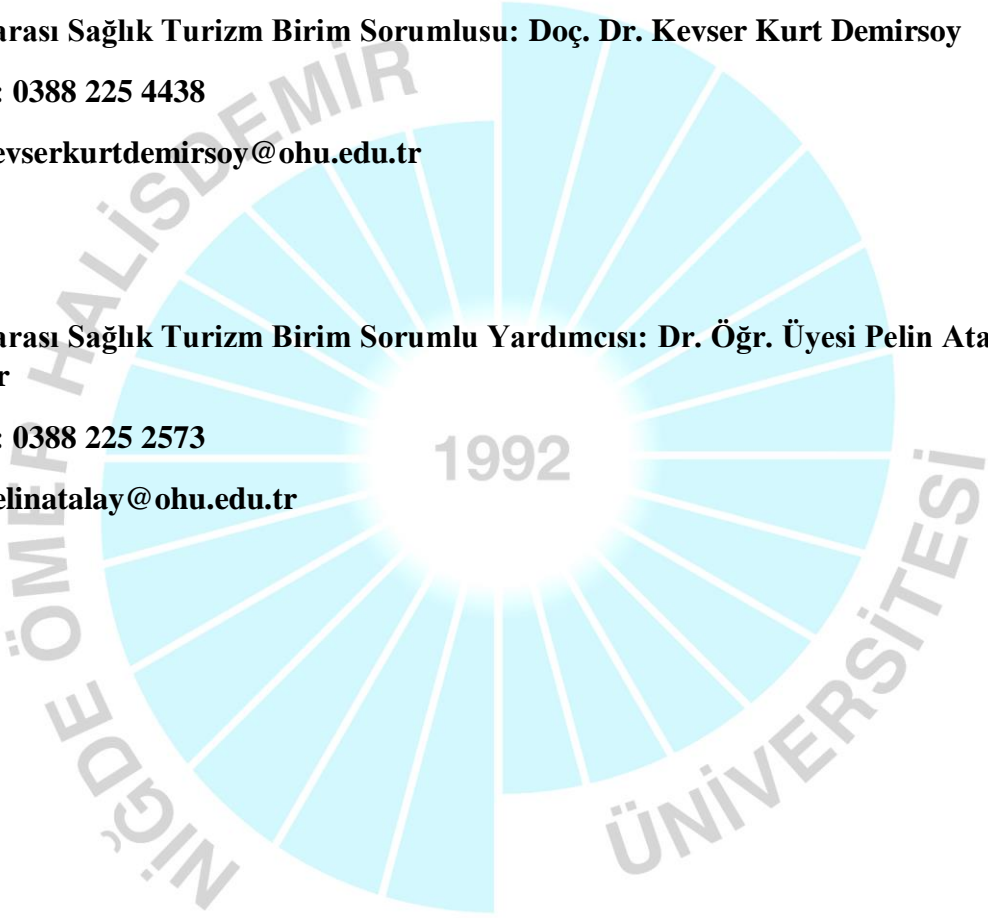 arası Sağlık Turizm Birim Sorumlusu: Doç. Dr. Kevser Kurt Demirsoy
: 0388 225 4438
evserkurtdemirsoy@ohu.edu.tr
arası Sağlık Turizm Birim Sorumlu Yardımcısı: Dr. Öğr. Üyesi Pelin Ata
r
: 0388 225 2573
elinatalay@ohu.edu.tr
NİĞDE ÖMER HALİSDEMİR
1992
ÜNİVERSİTESİ